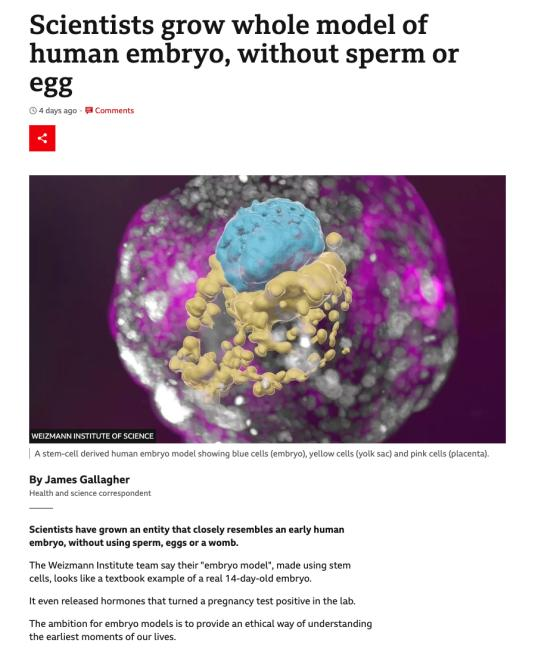 Scientists grow whole model of
human embryo, without sperm or
egg
4 days ago · Comments
WEIZMANN INSTITUTE OF SCIENCE
A stem-cell derived human embryo model showing blue cells (embryo), yellow cells (yolk sac) and pink cells (placenta).
By James Gallagher
Health and science correspondent
Scientists have grown an entity that closely resembles an early human
embryo, without using sperm, eggs or a womb.
The Weizmann Institute team say their "embryo model", made using stem
cells, looks like a textbook example of a real 14-day-old embryo.
It even released hormones that turned a pregnancy test positive in the lab.
The ambition for embryo models is to provide an ethical way of understanding
the earliest moments of our lives.